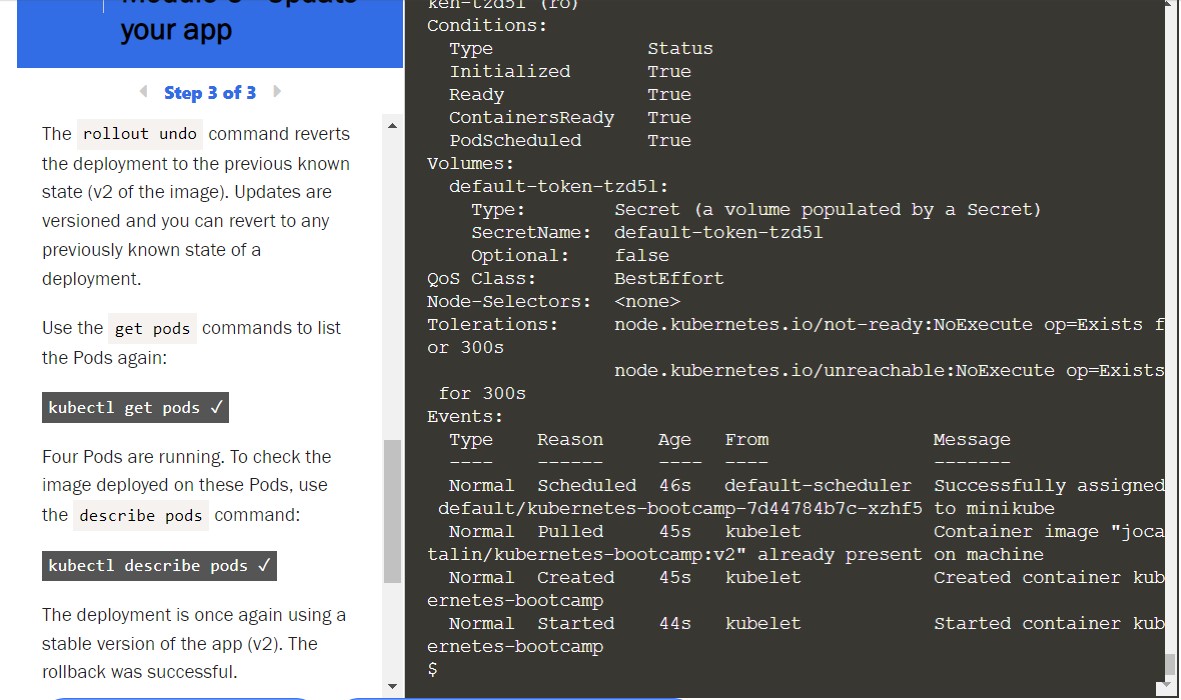 your app
Step 3 of 3
The rollout undo command reverts
the deployment to the previous known
state (v2 of the image). Updates are
versioned and you can revert to any
previously known state of a
deployment.
Use the get pods commands to list
the Pods again:
kubectl get pods ✓
Four Pods are running. To check the
image deployed on these Pods, use
the describe pods command:
kubectl describe pods ✓
The deployment is once again using a
stable version of the app (v2). The
rollback was successful.
ken-tzd5l (ro)
Conditions:
  Type              Status
  Initialized       True
  Ready             True
  ContainersReady   True
  PodScheduled      True
Volumes:
  default-token-tzd5l:
    Type:        Secret (a volume populated by a Secret)
    SecretName:  default-token-tzd5l
    Optional:    false
QoS Class:       BestEffort
Node-Selectors:  <none>
Tolerations:     node.kubernetes.io/not-ready:NoExecute op=Exists f
or 300s
                 node.kubernetes.io/unreachable:NoExecute op=Exists
 for 300s
Events:
  Type    Reason     Age   From               Message
  ----    ------     ----  ----               -------
  Normal  Scheduled  46s   default-scheduler  Successfully assigned
 default/kubernetes-bootcamp-7d44784b7c-xzhf5 to minikube
  Normal  Pulled     45s   kubelet            Container image "joca
talin/kubernetes-bootcamp:v2" already present on machine
  Normal  Created    45s   kubelet            Created container kub
ernetes-bootcamp
  Normal  Started    44s   kubelet            Started container kub
ernetes-bootcamp
$